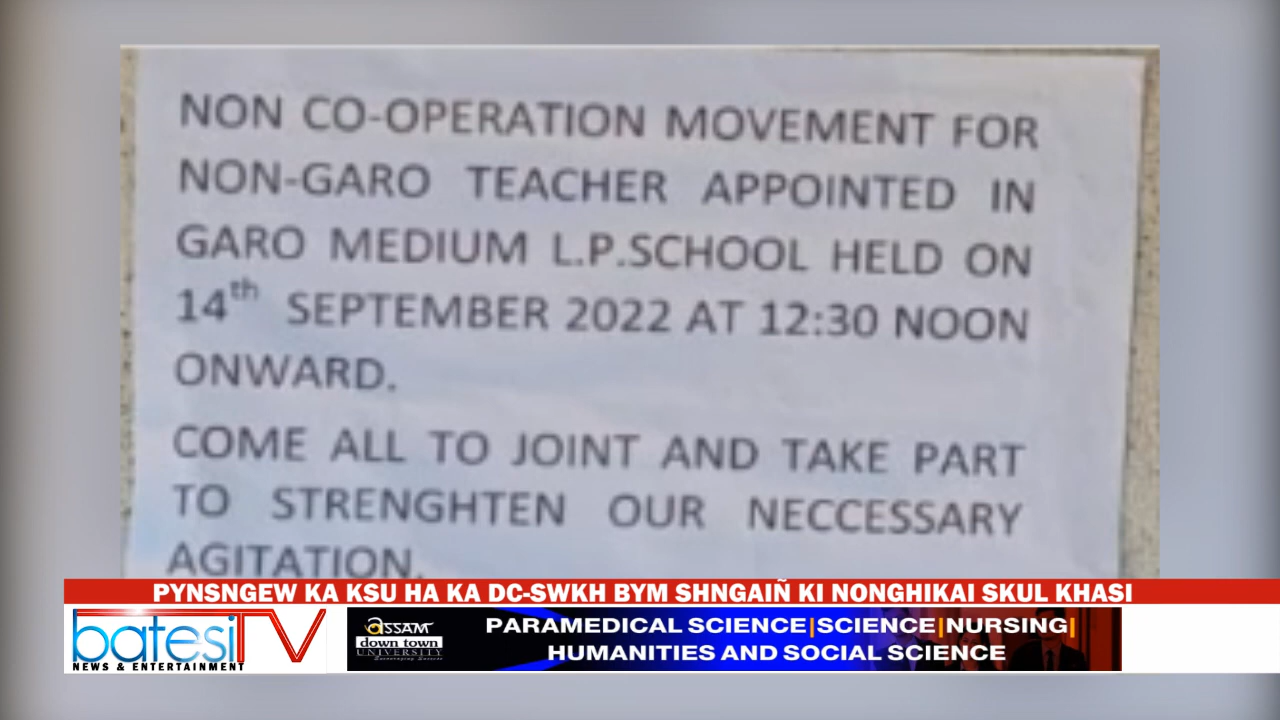 NON CO-OPERATION MOVEMENT FOR
NON-GARO TEACHER APPOINTED IN
GARO MEDIUM L.P.SCHOOL HELD ON
14th SEPTEMBER 2022 AT 12:30 NOON
ONWARD.
COME ALL TO JOINT AND TAKE PART
TO STRENGHTEN OUR NECCESSARY
AGITATION.
PYNSNGEW KA KSU HA KA DC-SWKH BYM SHNGAIÑ KI NONGHIKAI SKUL KHASI
batesi TV
NEWS & ENTERTAINMENT
ASSAM
down town
UNIVERSITY
PARAMEDICAL SCIENCE|SCIENCE|NURSING|
HUMANITIES AND SOCIAL SCIENCE